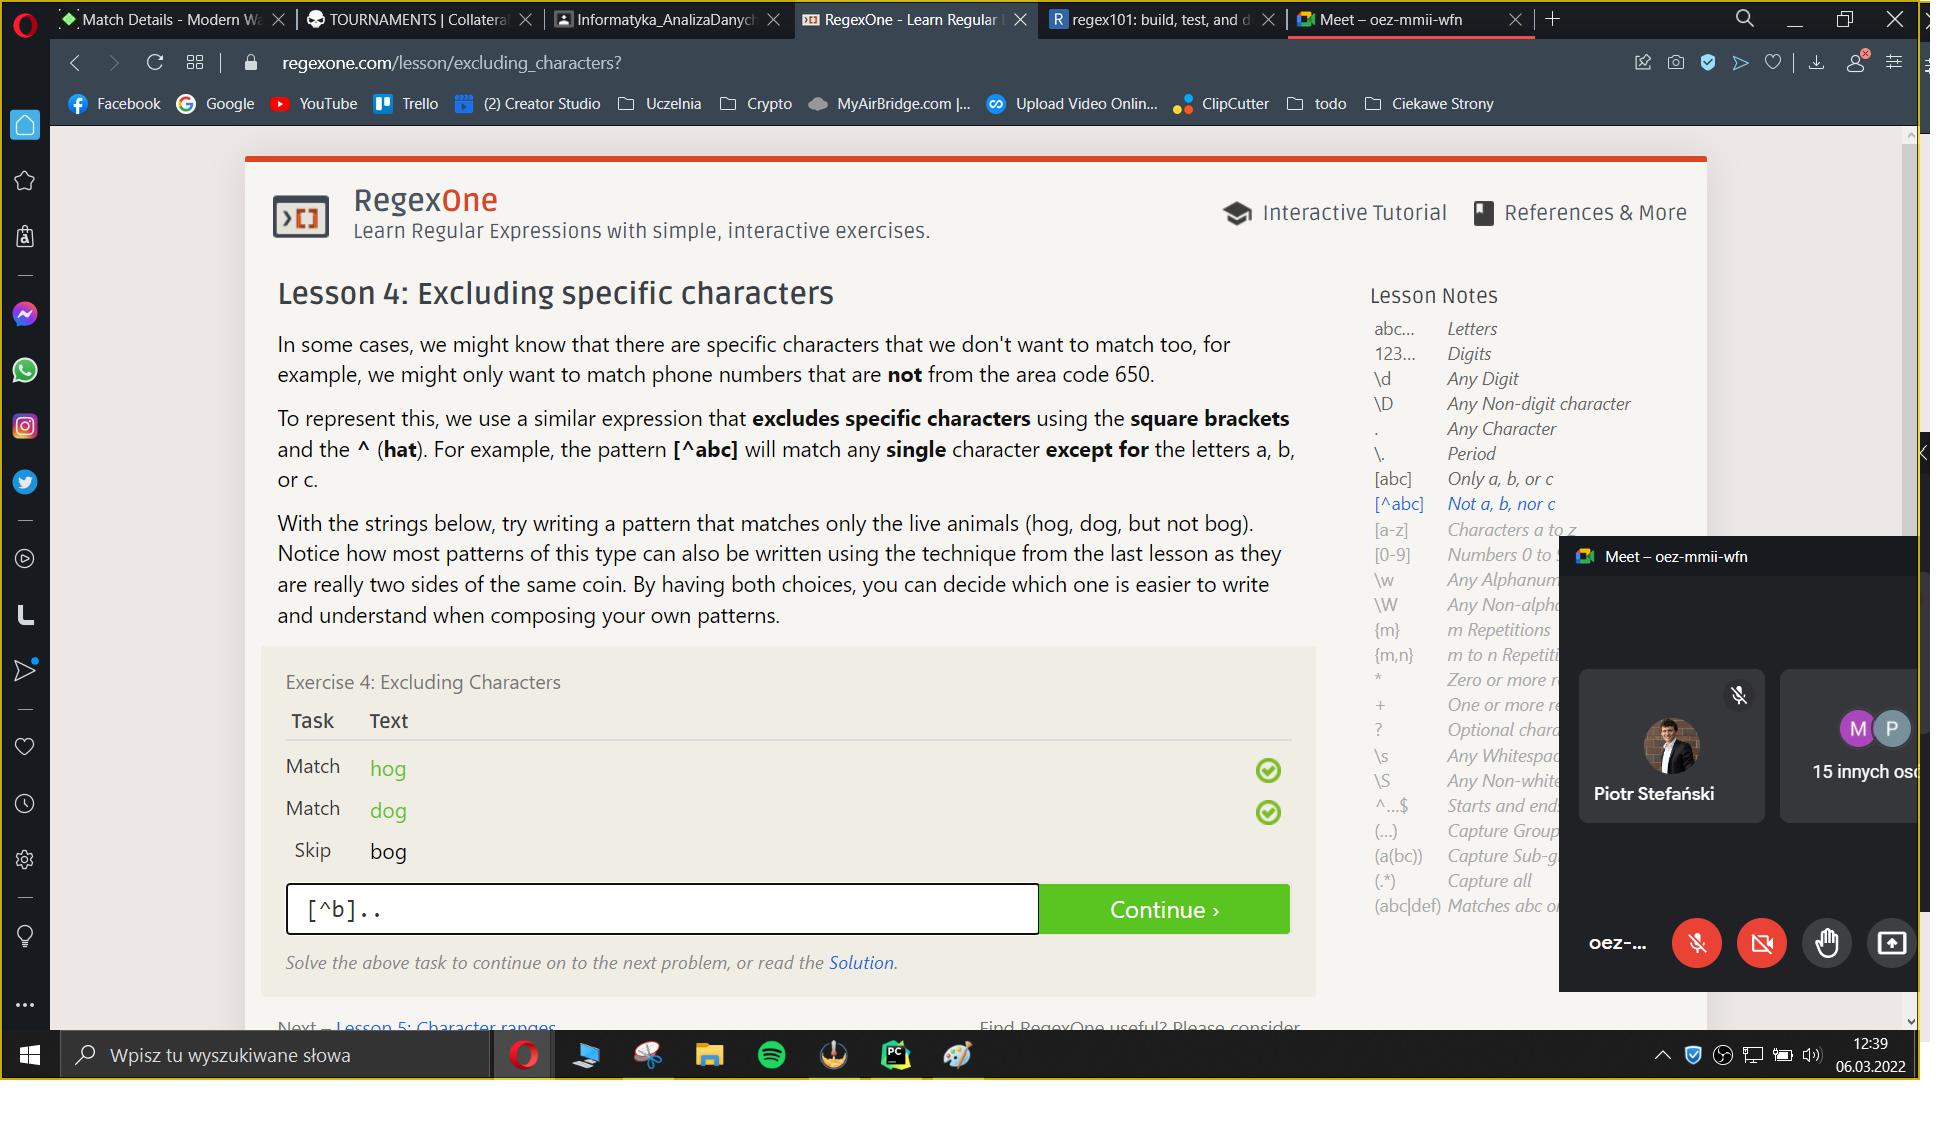 Match Details - Modern Wa
TOURNAMENTS | Collateral
Informatyka_AnalizaDanych
RegexOne - Learn Regular
regex101: build, test, and d
Meet – oez-mmii-wfn
regexone.com/lesson/excluding_characters?
Facebook
Google
YouTube
Trello
(2) Creator Studio
Uczelnia
Crypto
MyAirBridge.com |...
Upload Video Onlin...
ClipCutter
todo
Ciekawe Strony
RegexOne
Learn Regular Expressions with simple, interactive exercises.
Interactive Tutorial
References & More
Lesson 4: Excluding specific characters
In some cases, we might know that there are specific characters that we don't want to match too, for
example, we might only want to match phone numbers that are not from the area code 650.
To represent this, we use a similar expression that excludes specific characters using the square brackets
and the ^ (hat). For example, the pattern [^abc] will match any single character except for the letters a, b,
or c.
With the strings below, try writing a pattern that matches only the live animals (hog, dog, but not bog).
Notice how most patterns of this type can also be written using the technique from the last lesson as they
are really two sides of the same coin. By having both choices, you can decide which one is easier to write
and understand when composing your own patterns.
Exercise 4: Excluding Characters
Task Text
Match hog
Match dog
Skip bog
[^b]..
Continue ›
Solve the above task to continue on to the next problem, or read the Solution.
Next – Lesson 5: Character ranges
Find RegexOne useful? Please consider
Lesson Notes
abc... Letters
123... Digits
\d Any Digit
\D Any Non-digit character
. Any Character
\. Period
[abc] Only a, b, or c
[^abc] Not a, b, nor c
[a-z] Characters a to z
[0-9] Numbers 0 to
\w Any Alphanum
\W Any Non-alpha
{m} m Repetitions
{m,n} m to n Repetiti
* Zero or more r
+ One or more re
? Optional chara
\s Any Whitespac
\S Any Non-white
^...$ Starts and end
(...) Capture Group
(a(bc)) Capture Sub-g
(.*) Capture all
(abc|def) Matches abc o
Meet – oez-mmii-wfn
Piotr Stefański
M P
15 innych osó
oez-...
Wpisz tu wyszukiwane słowa
PC
12:39
06.03.2022